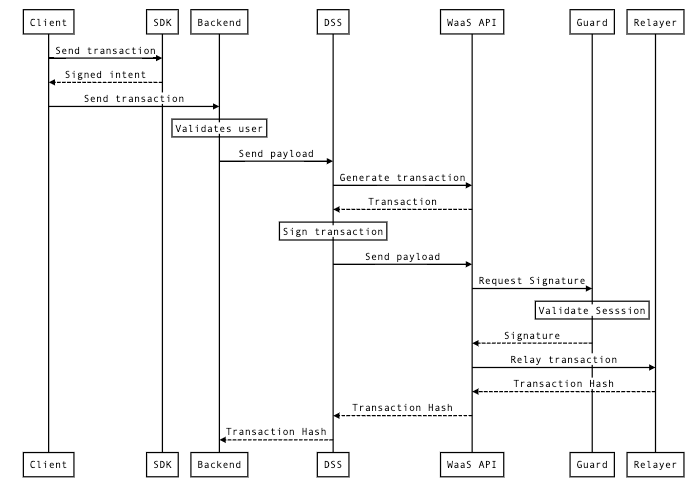 Client SDK Backend DSS WaaS API Guard Relayer
Send transaction
Signed intent
Send transaction
Validates user
Send payload
Generate transaction
Transaction
Sign transaction
Send payload
Request Signature
Validate Sesssion
Signature
Relay transaction
Transaction Hash
Transaction Hash
Transaction Hash
Client SDK Backend DSS WaaS API Guard Relayer